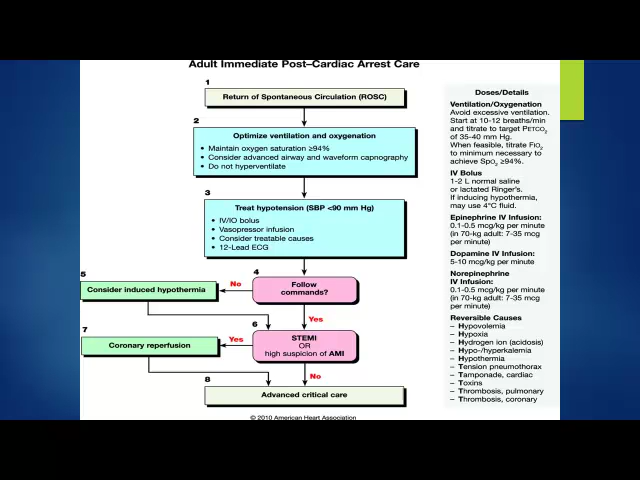 Adult Immediate Post–Cardiac Arrest Care
1
Return of Spontaneous Circulation (ROSC)
2
Optimize ventilation and oxygenation
• Maintain oxygen saturation ≥94%
• Consider advanced airway and waveform capnography
• Do not hyperventilate
3
Treat hypotension (SBP <90 mm Hg)
• IV/IO bolus
• Vasopressor infusion
• Consider treatable causes
• 12-Lead ECG
4
Follow
commands?
No
5
Consider induced hypothermia
Yes
6
STEMI
OR
high suspicion of AMI
Yes
7
Coronary reperfusion
No
8
Advanced critical care
© 2010 American Heart Association
Doses/Details
Ventilation/Oxygenation
Avoid excessive ventilation.
Start at 10-12 breaths/min
and titrate to target PETCO2
of 35-40 mm Hg.
When feasible, titrate FIO2
to minimum necessary to
achieve SpO2 ≥94%.
IV Bolus
1-2 L normal saline
or lactated Ringer's.
If inducing hypothermia,
may use 4°C fluid.
Epinephrine IV Infusion:
0.1-0.5 mcg/kg per minute
(in 70-kg adult: 7-35 mcg
per minute)
Dopamine IV Infusion:
5-10 mcg/kg per minute
Norepinephrine
IV Infusion:
0.1-0.5 mcg/kg per minute
(in 70-kg adult: 7-35 mcg
per minute)
Reversible Causes
– Hypovolemia
– Hypoxia
– Hydrogen ion (acidosis)
– Hypo-/hyperkalemia
– Hypothermia
– Tension pneumothorax
– Tamponade, cardiac
– Toxins
– Thrombosis, pulmonary
– Thrombosis, coronary